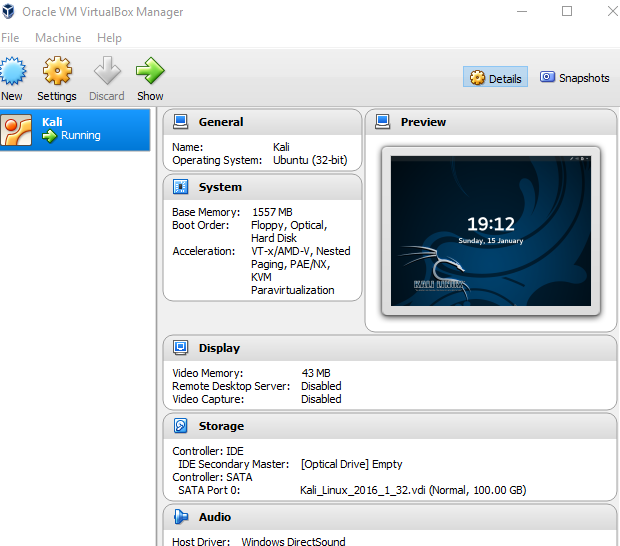 Oracle VM VirtualBox Manager
File Machine Help
New Settings Discard Show
Details Snapshots
Kali
Running
General
Name: Kali
Operating System: Ubuntu (32-bit)
System
Base Memory: 1557 MB
Boot Order: Floppy, Optical,
Hard Disk
Acceleration: VT-x/AMD-V, Nested
Paging, PAE/NX,
KVM
Paravirtualization
Preview
19:12
Sunday, 15 January
KALI LINUX
Display
Video Memory: 43 MB
Remote Desktop Server: Disabled
Video Capture: Disabled
Storage
Controller: IDE
IDE Secondary Master: [Optical Drive] Empty
Controller: SATA
SATA Port 0: Kali_Linux_2016_1_32.vdi (Normal, 100.00 GB)
Audio
Host Driver: Windows DirectSound